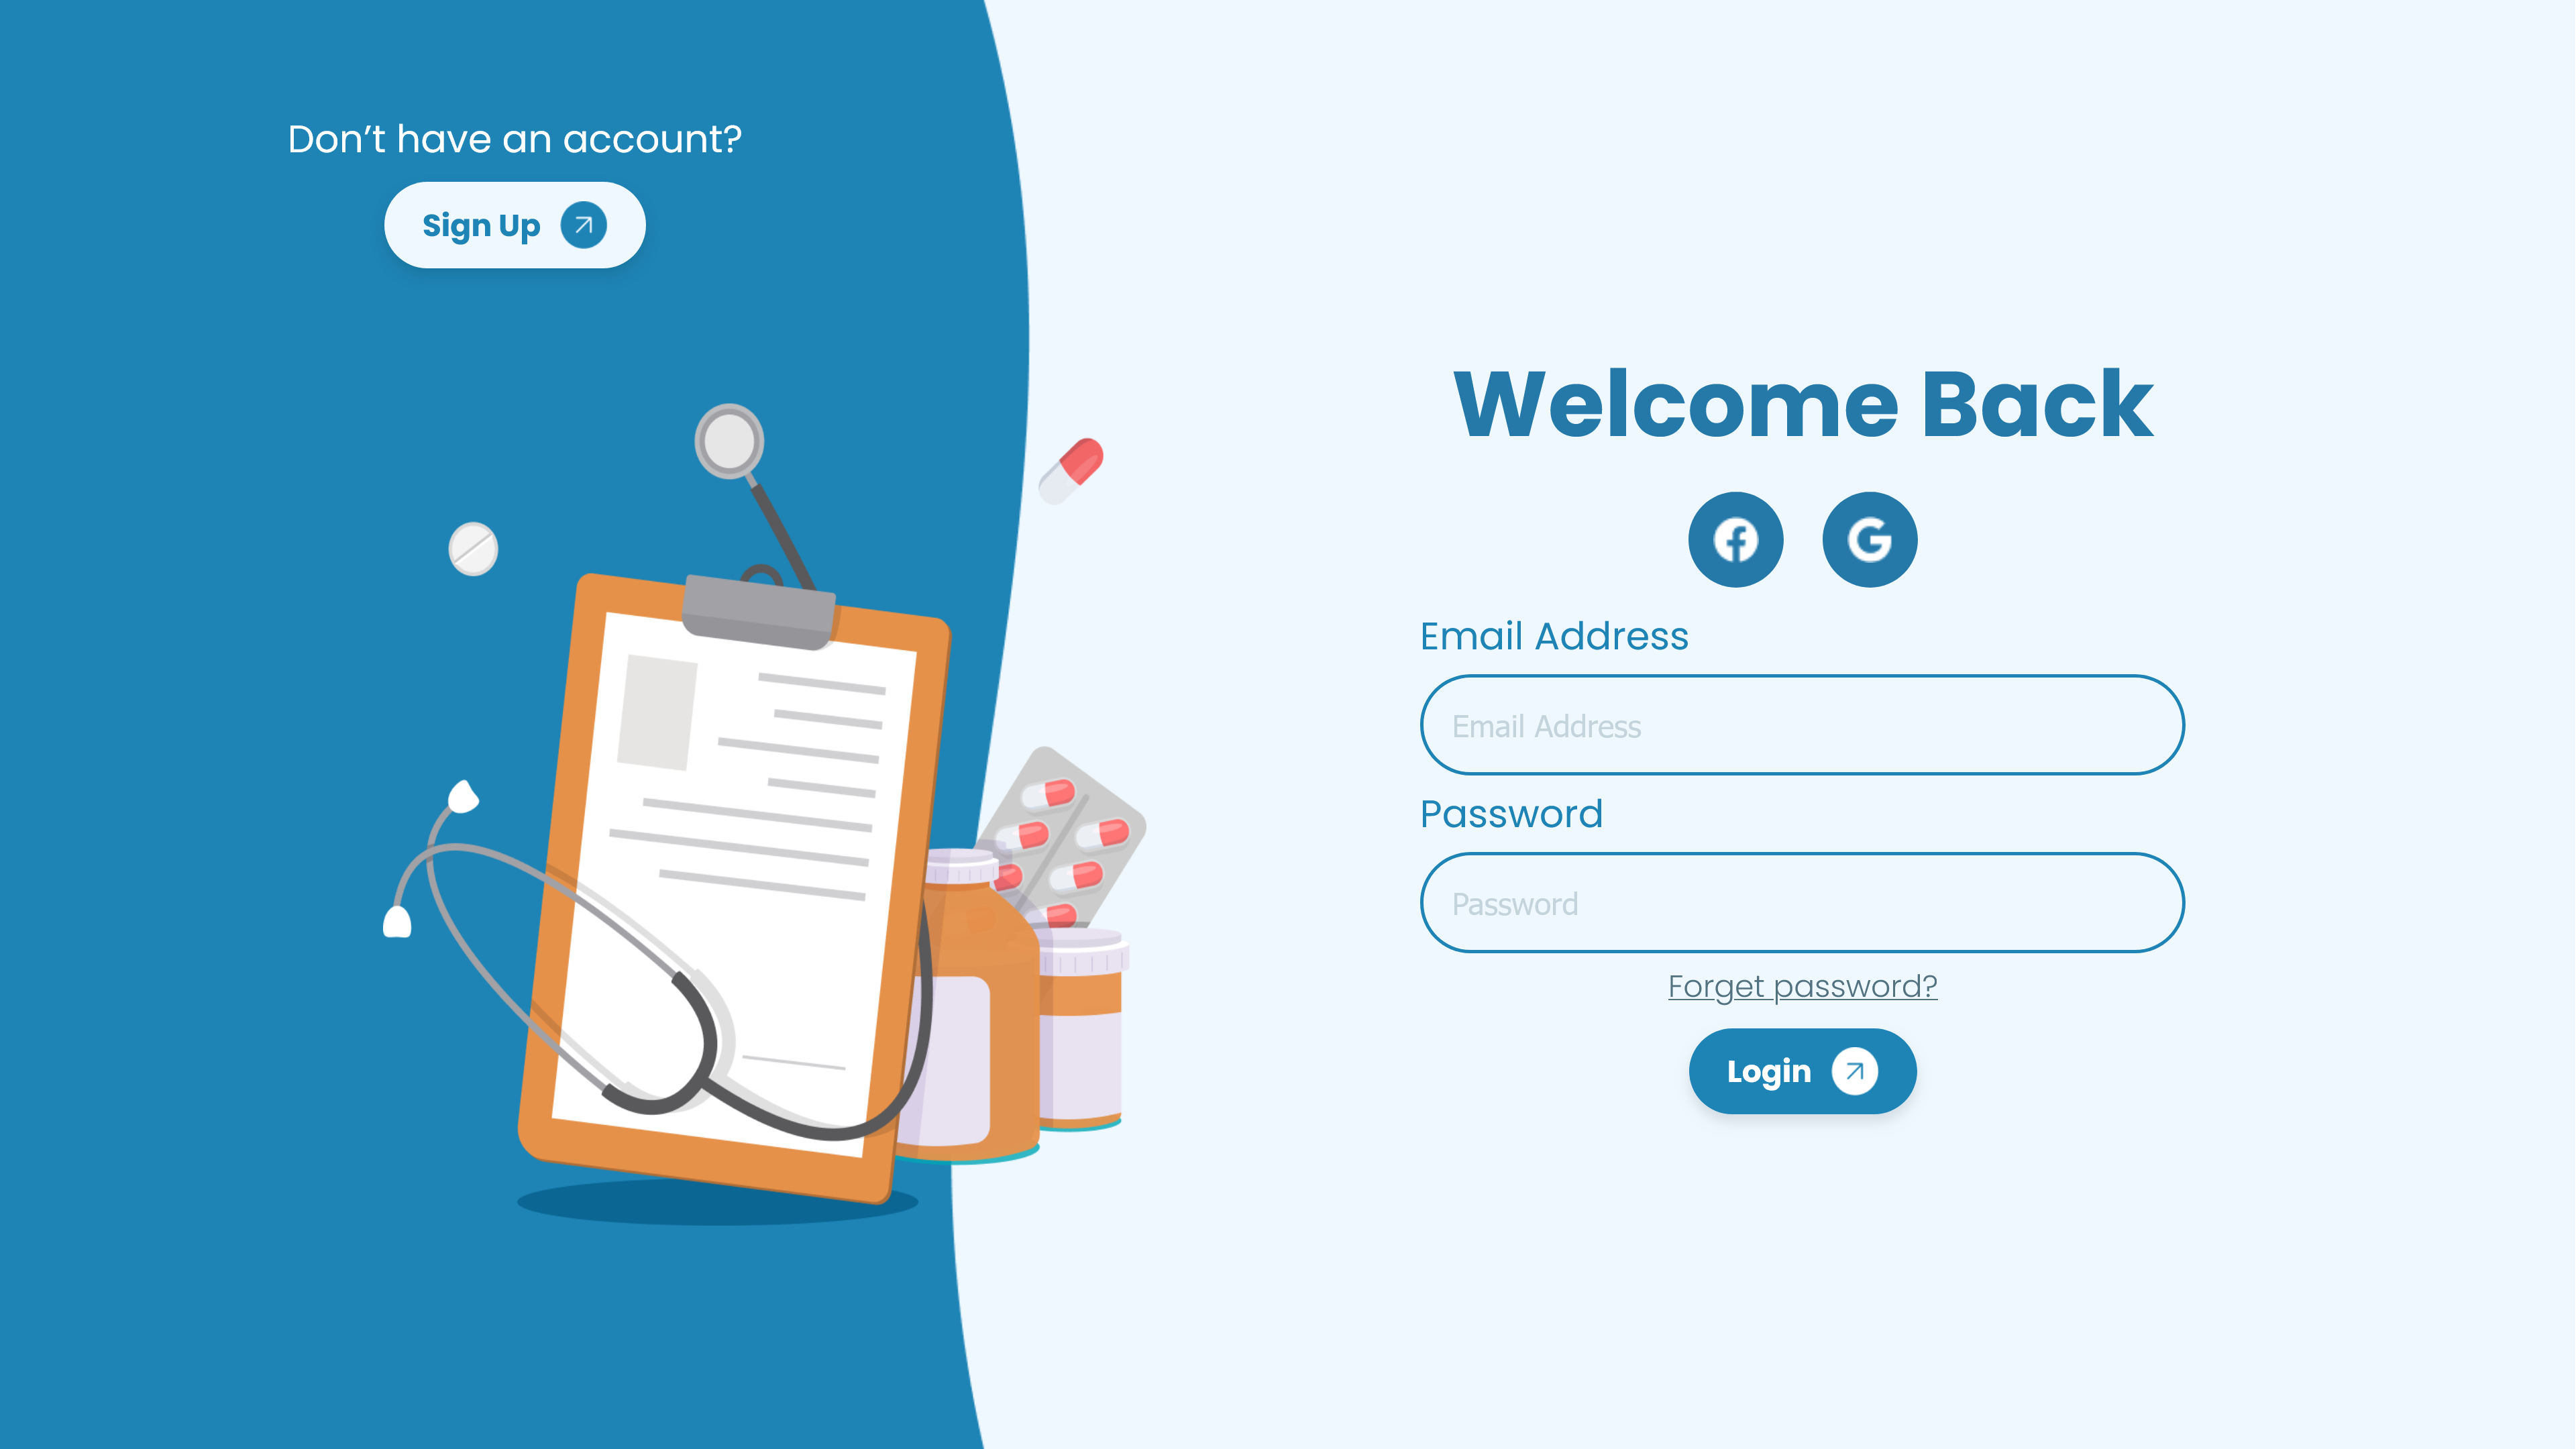 Don’t have an account?
Sign Up
Welcome Back
Email Address
Email Address
Password
Password
Forget password?
Login